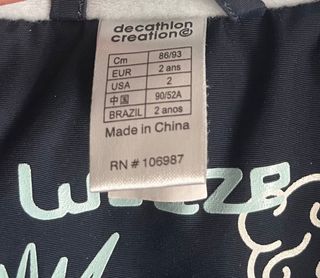 decathlon
creation©
Cm 86/93
EUR 2 ans
USA 2
中国 90/52A
BRAZIL 2 anos
Made in China
RN # 106987